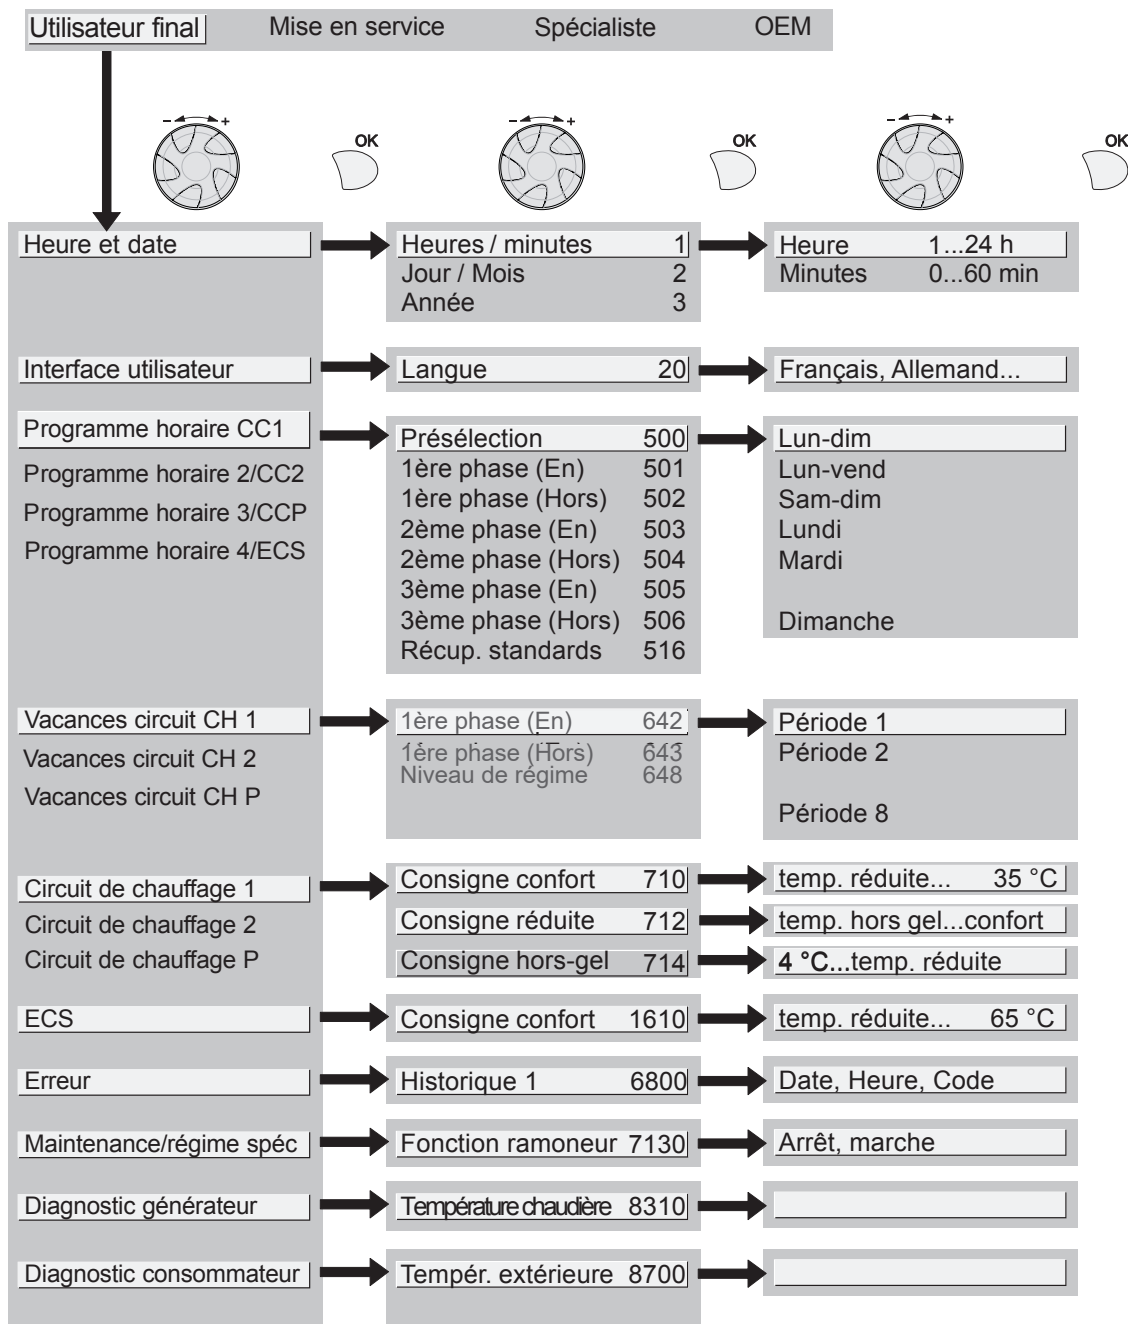 Utilisateur final Mise en service Spécialiste OEM
- + OK - + OK - + OK
Heure et date Heures / minutes 1 Heure 1...24 h
Jour / Mois 2 Minutes 0...60 min
Année 3
Interface utilisateur Langue 20 Français, Allemand...
Programme horaire CC1 Présélection 500 Lun-dim
Programme horaire 2/CC2 1ère phase (En) 501 Lun-vend
Programme horaire 3/CCP 1ère phase (Hors) 502 Sam-dim
Programme horaire 4/ECS 2ème phase (En) 503 Lundi
2ème phase (Hors) 504 Mardi
3ème phase (En) 505
3ème phase (Hors) 506 Dimanche
Récup. standards 516
Vacances circuit CH 1 1ère phase (En) 642 Période 1
Vacances circuit CH 2 1ère phase (Hors) 643 Période 2
Niveau de régime 648
Vacances circuit CH P Période 8
Circuit de chauffage 1 Consigne confort 710 temp. réduite... 35 °C
Circuit de chauffage 2 Consigne réduite 712 temp. hors gel...confort
Circuit de chauffage P Consigne hors-gel 714 4 °C...temp. réduite
ECS Consigne confort 1610 temp. réduite... 65 °C
Erreur Historique 1 6800 Date, Heure, Code
Maintenance/régime spéc Fonction ramoneur 7130 Arrêt, marche
Diagnostic générateur Température chaudière 8310
Diagnostic consommateur Tempér. extérieure 8700